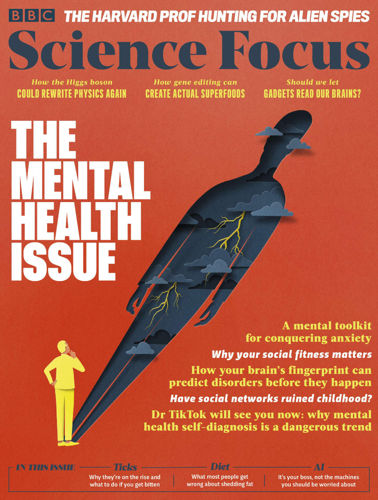 BBC THE HARVARD PROF HUNTING FOR ALIEN SPIES
Science Focus
How the Higgs boson
COULD REWRITE PHYSICS AGAIN
How gene editing can
CREATE ACTUAL SUPERFOODS
Should we let
GADGETS READ OUR BRAINS?
THE
MENTAL
HEALTH
ISSUE
A mental toolkit
for conquering anxiety
Why your social fitness matters
How your brain's fingerprint can
predict disorders before they happen
Have social networks ruined childhood?
Dr TikTok will see you now: why mental
health self-diagnosis is a dangerous trend
IN THIS ISSUE
Ticks
Why they're on the rise and
what to do if you get bitten
Diet
What most people get
wrong about shedding fat
AI
It's your boss, not the machines
you should be worried about